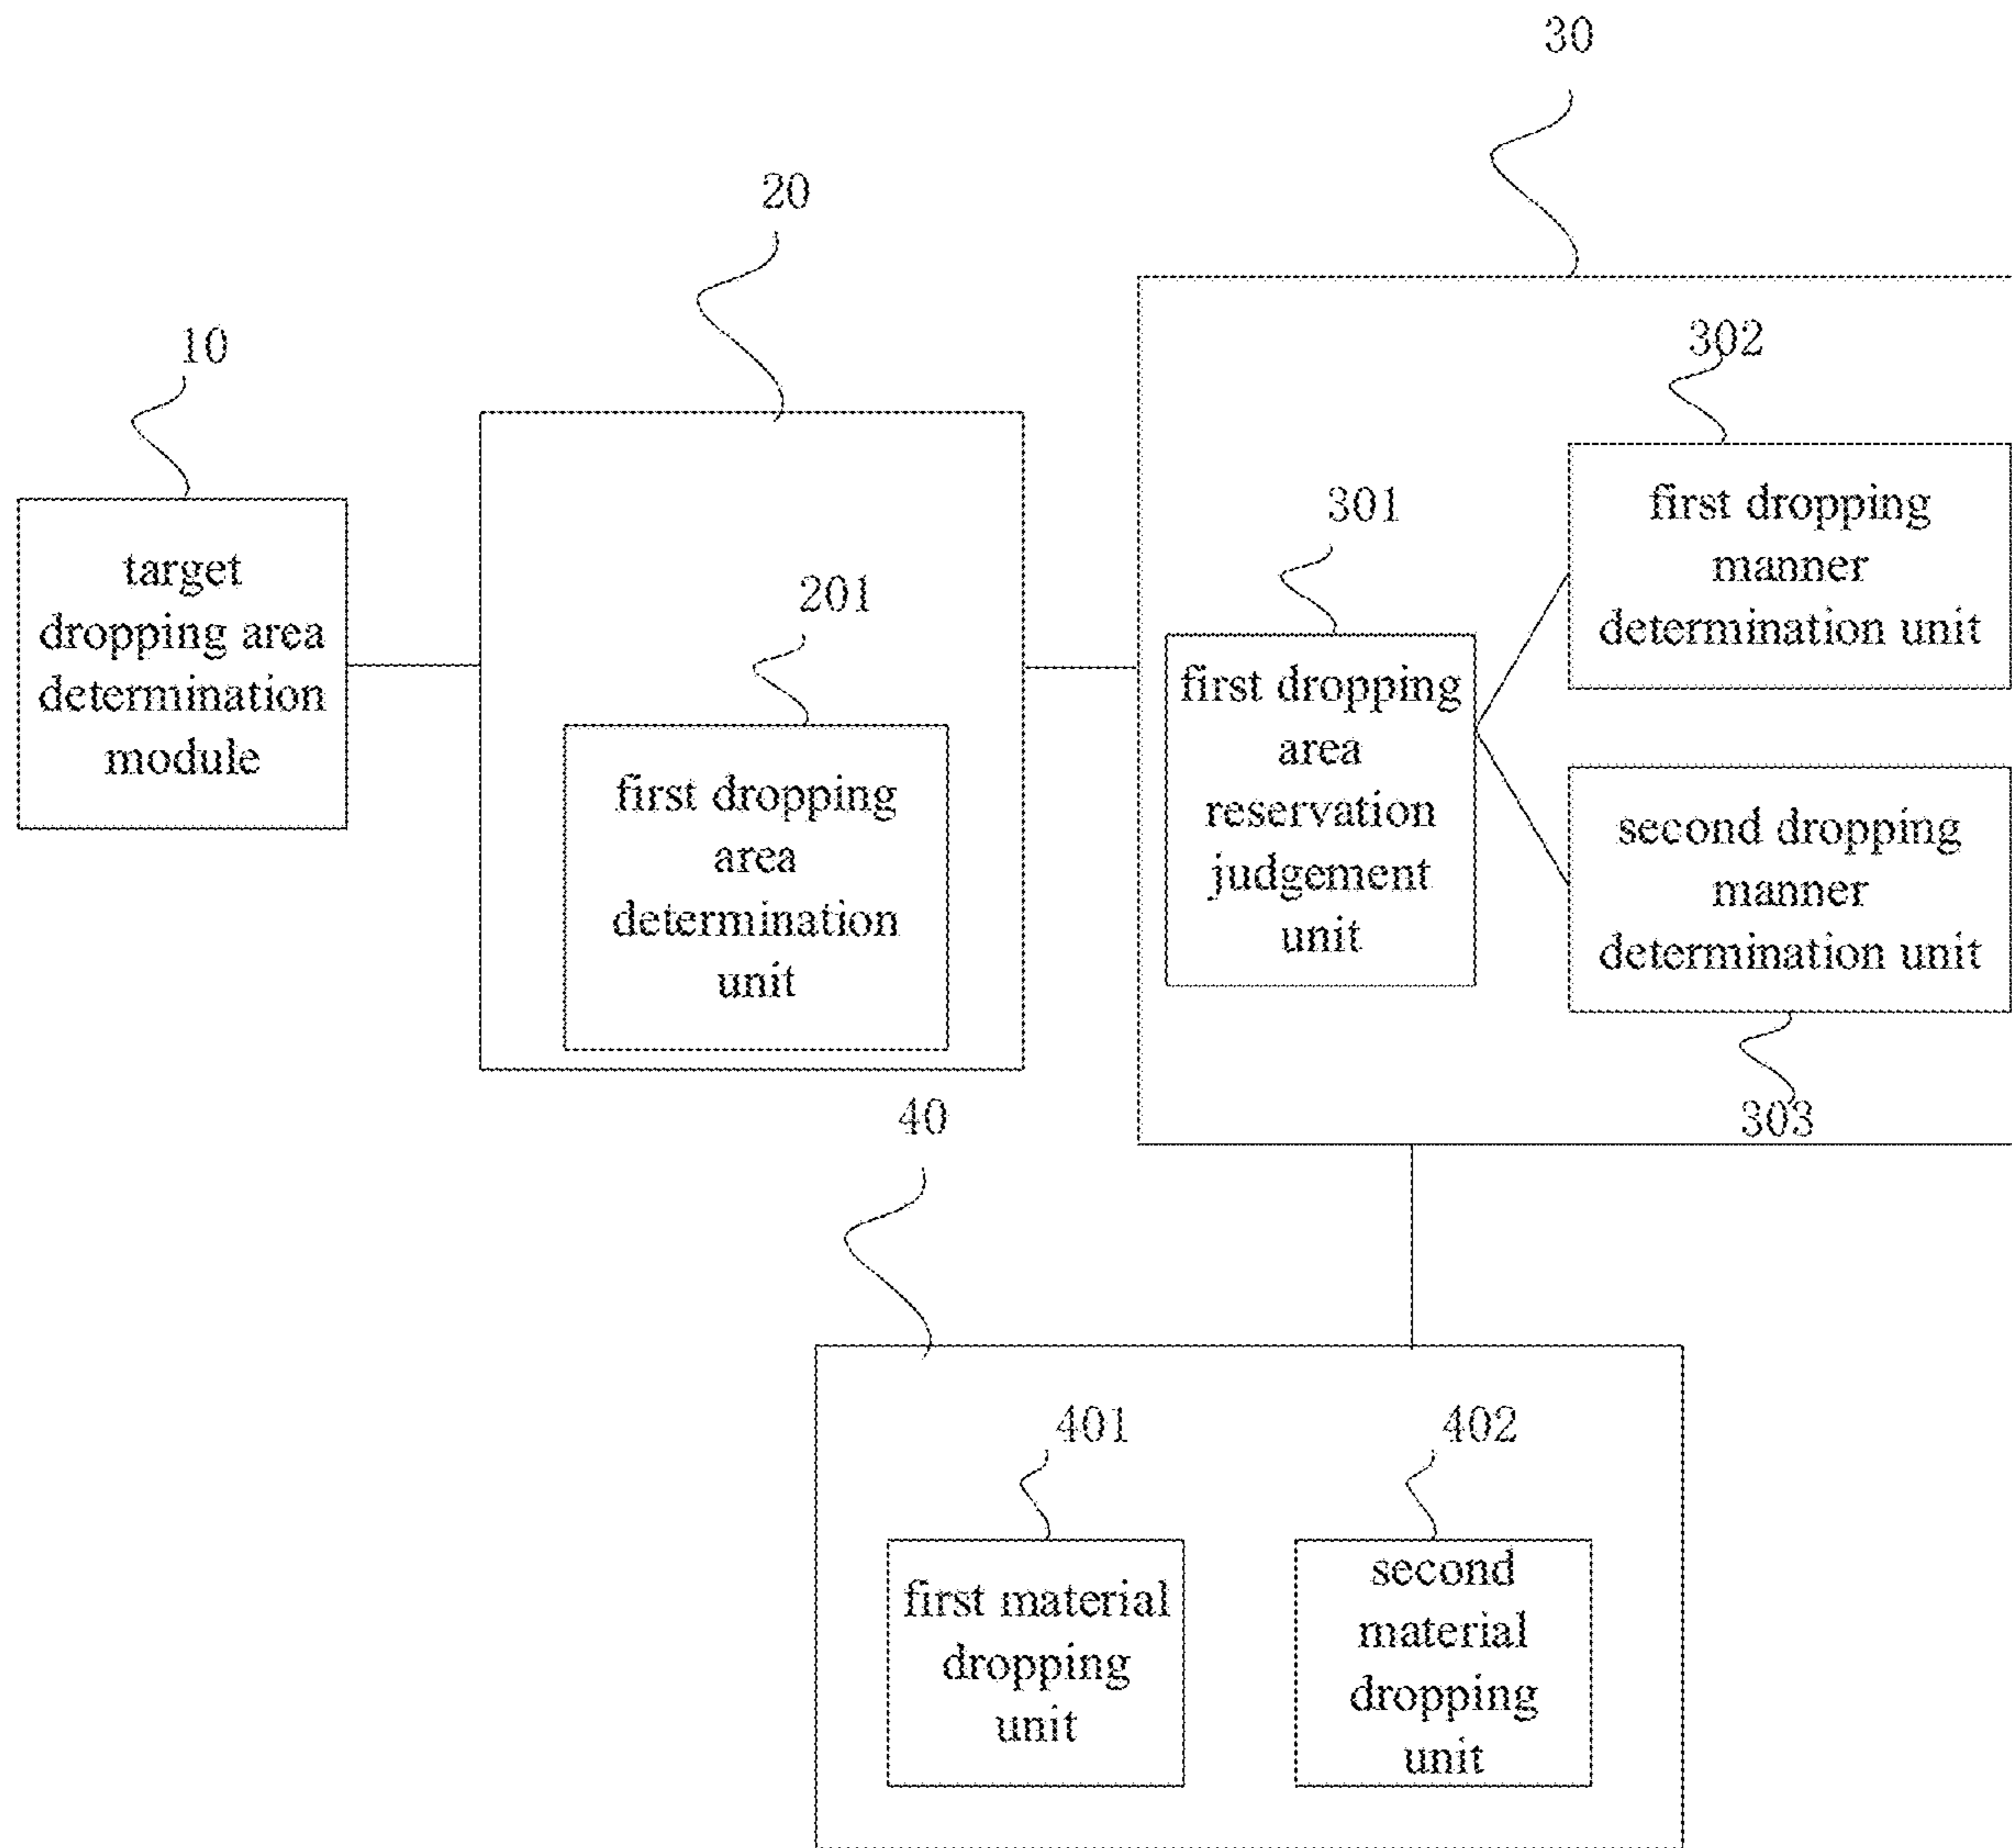 30
20
10
302
first dropping
manner
determination unit
301
target
dropping area
determination
module
201
first dropping
area
reservation
judgement
unit
first dropping
area
determination
unit
second dropping
manner
determination unit
303
40
401
402
first material
dropping
unit
second
material
dropping
unit